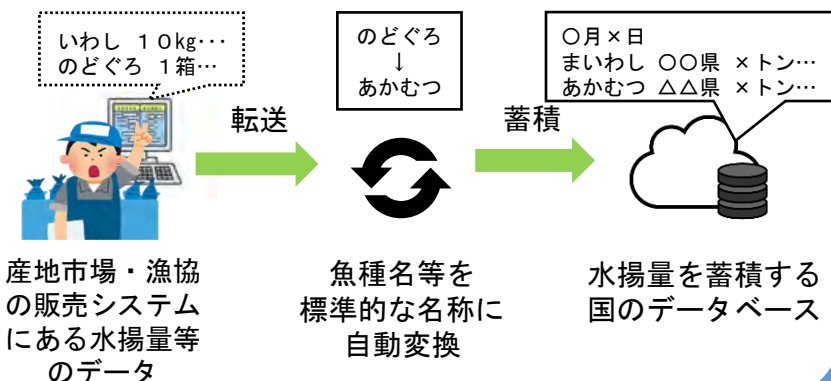 いわし １０kg･･･
のどぐろ １箱…
転送
のどぐろ
↓
あかむつ
蓄積
〇月×日
まいわし 〇〇県 ×トン…
あかむつ △△県 ×トン…
産地市場・漁協
の販売システム
にある水揚量等
のデータ
魚種名等を
標準的な名称に
自動変換
水揚量を蓄積する
国のデータベース